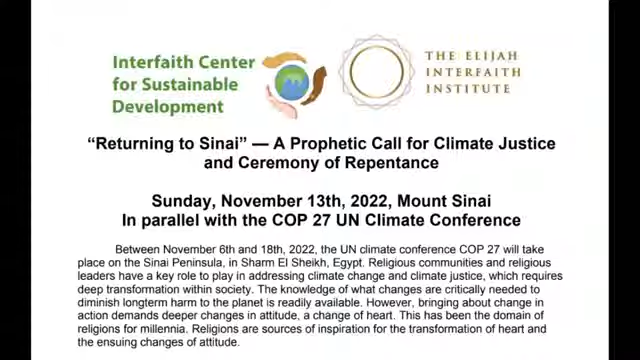 Interfaith Center
for Sustainable
Development
THE ELIJAH
INTERFAITH
INSTITUTE
“Returning to Sinai” — A Prophetic Call for Climate Justice
and Ceremony of Repentance
Sunday, November 13th, 2022, Mount Sinai
In parallel with the COP 27 UN Climate Conference
Between November 6th and 18th, 2022, the UN climate conference COP 27 will take
place on the Sinai Peninsula, in Sharm El Sheikh, Egypt. Religious communities and religious
leaders have a key role to play in addressing climate change and climate justice, which requires
deep transformation within society. The knowledge of what changes are critically needed to
diminish longterm harm to the planet is readily available. However, bringing about change in
action demands deeper changes in attitude, a change of heart. This has been the domain of
religions for millennia. Religions are sources of inspiration for the transformation of heart and
the ensuing changes of attitude.